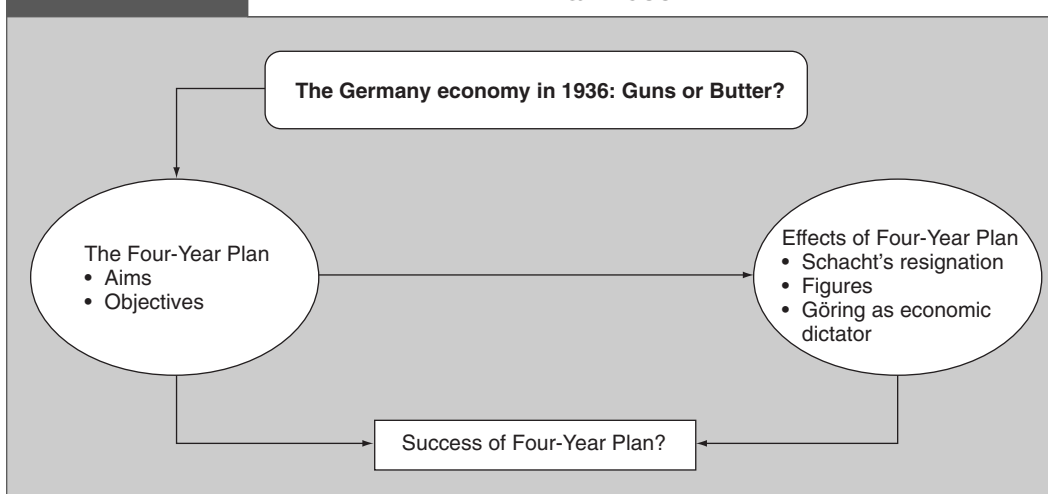 The Germany economy in 1936: Guns or Butter?
The Four-Year Plan
• Aims
• Objectives
Effects of Four-Year Plan
• Schacht's resignation
• Figures
• Göring as economic
dictator
Success of Four-Year Plan?